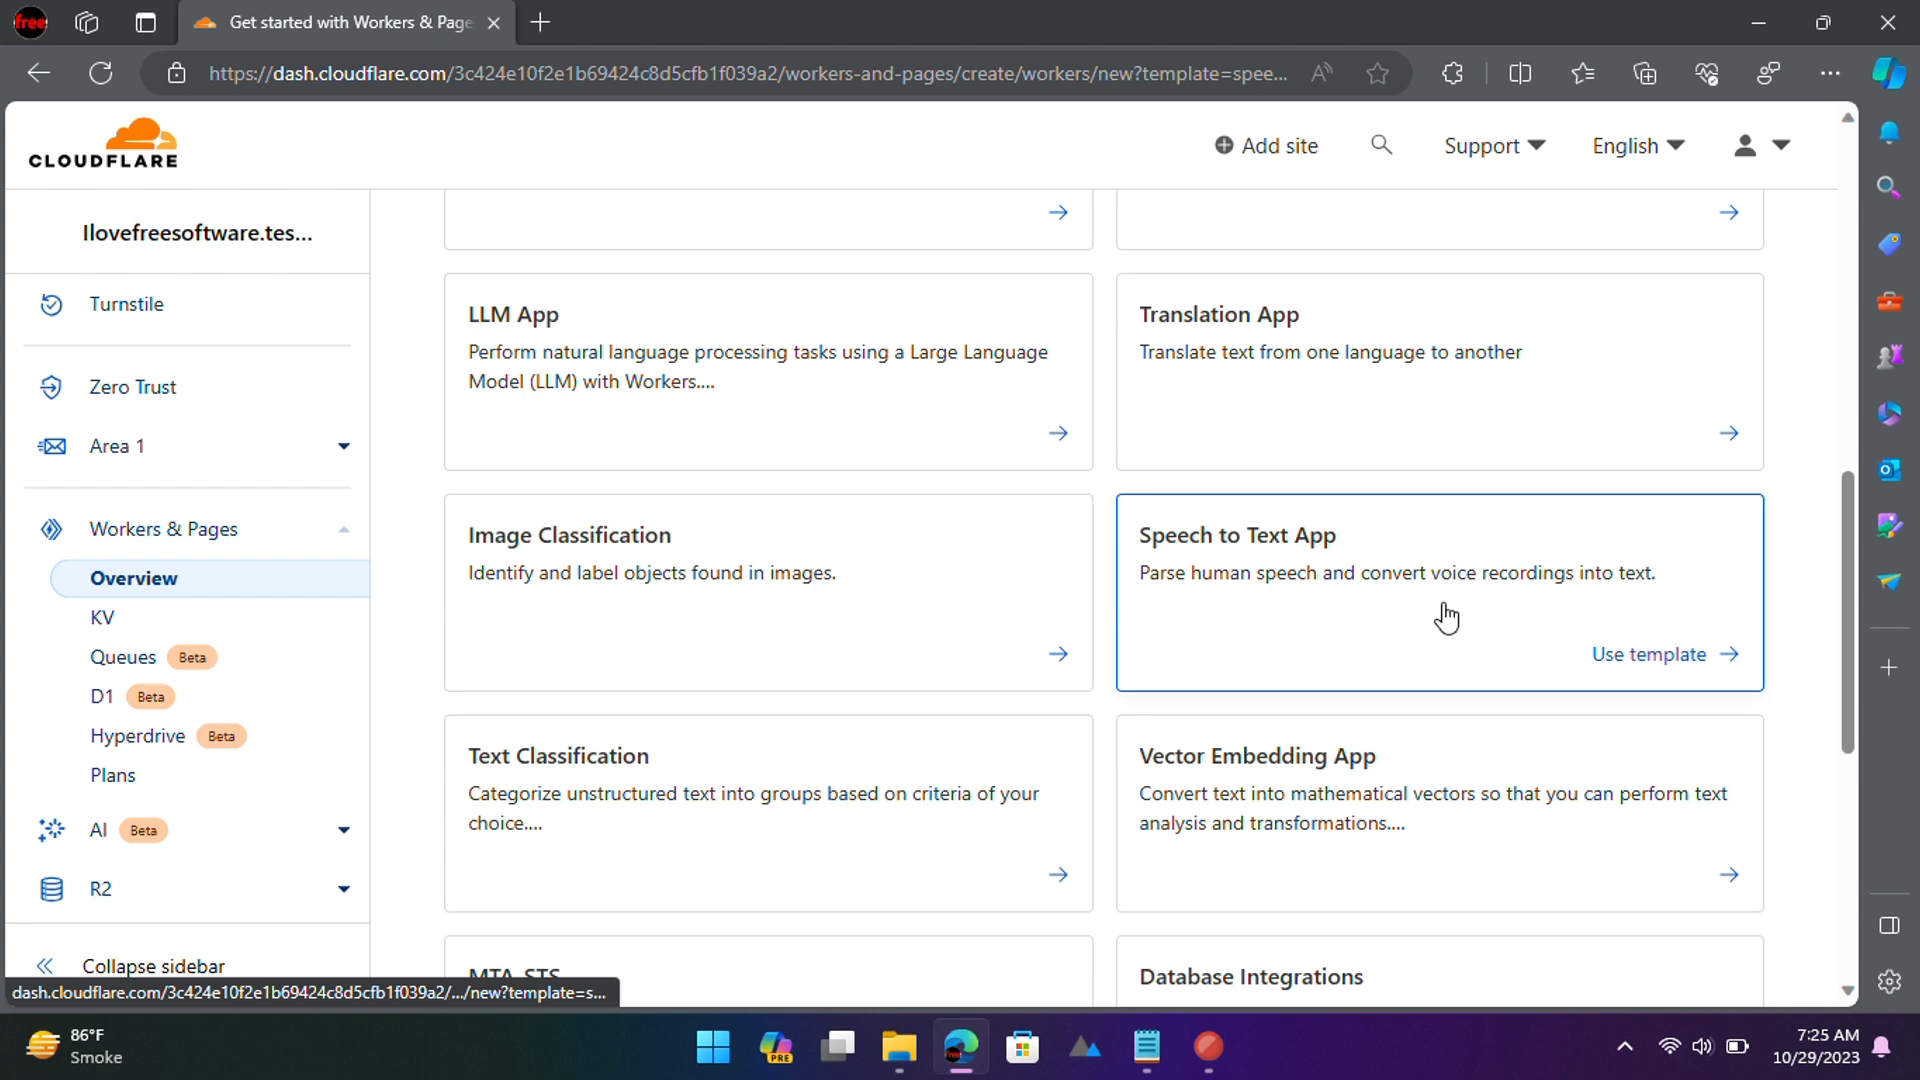 free
Get started with Workers & Page
https://dash.cloudflare.com/3c424e10f2e1b69424c8d5cfb1f039a2/workers-and-pages/create/workers/new?template=spee...
CLOUDFLARE
Add site
Support
English
Ilovefreesoftware.tes...
Turnstile
Zero Trust
Area 1
Workers & Pages
Overview
KV
Queues Beta
D1 Beta
Hyperdrive Beta
Plans
AI Beta
R2
Collapse sidebar
LLM App
Perform natural language processing tasks using a Large Language
Model (LLM) with Workers....
Translation App
Translate text from one language to another
Image Classification
Identify and label objects found in images.
Speech to Text App
Parse human speech and convert voice recordings into text.
Use template
Text Classification
Categorize unstructured text into groups based on criteria of your
choice....
Vector Embedding App
Convert text into mathematical vectors so that you can perform text
analysis and transformations....
MTA-STS
Database Integrations
dash.cloudflare.com/3c424e10f2e1b69424c8d5cfb1f039a2/.../new?template=s...
86°F
Smoke
PRE
free
7:25 AM
10/29/2023